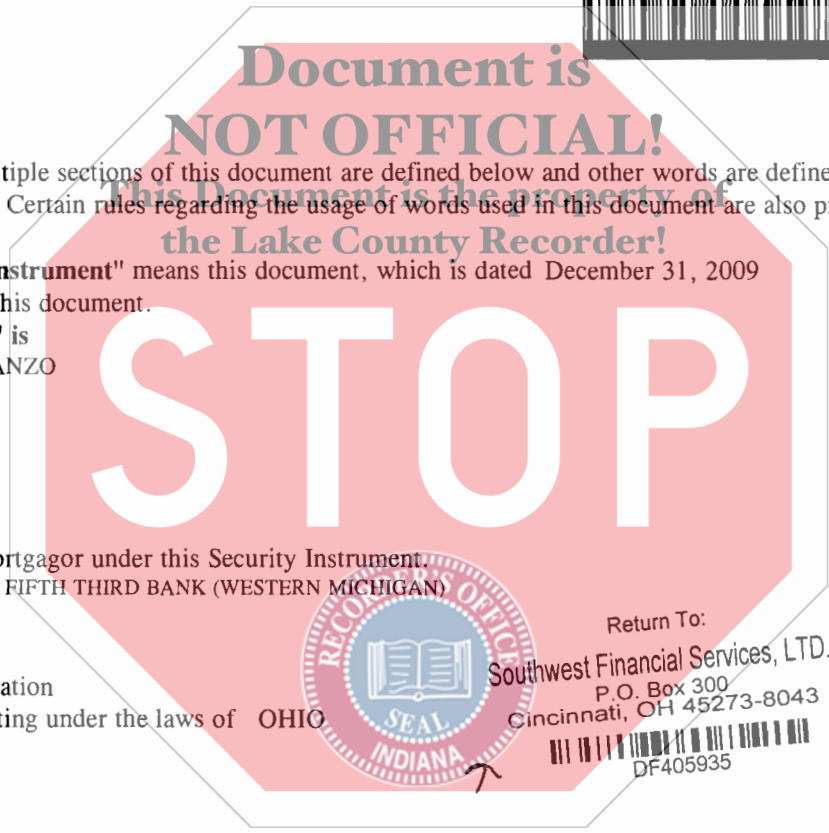 Document is
NOT OFFICIAL!
tiple sections of this document are defined below and other words are define
This Document is the property of
Certain rules regarding the usage of words used in this document are also pr
the Lake County Recorder!
nstrument" means this document, which is dated December 31, 2009
his document.
" is
ANZO
STOP
ortgagor under this Security Instrument.
FIFTH THIRD BANK (WESTERN MICHIGAN)
RECORDER'S OFFICE
SEAL
INDIANA
Return To:
Southwest Financial Services, LTD.
P.O. Box 300
Cincinnati, OH 45273-8043
DF405935
ation
ting under the laws of OHIO